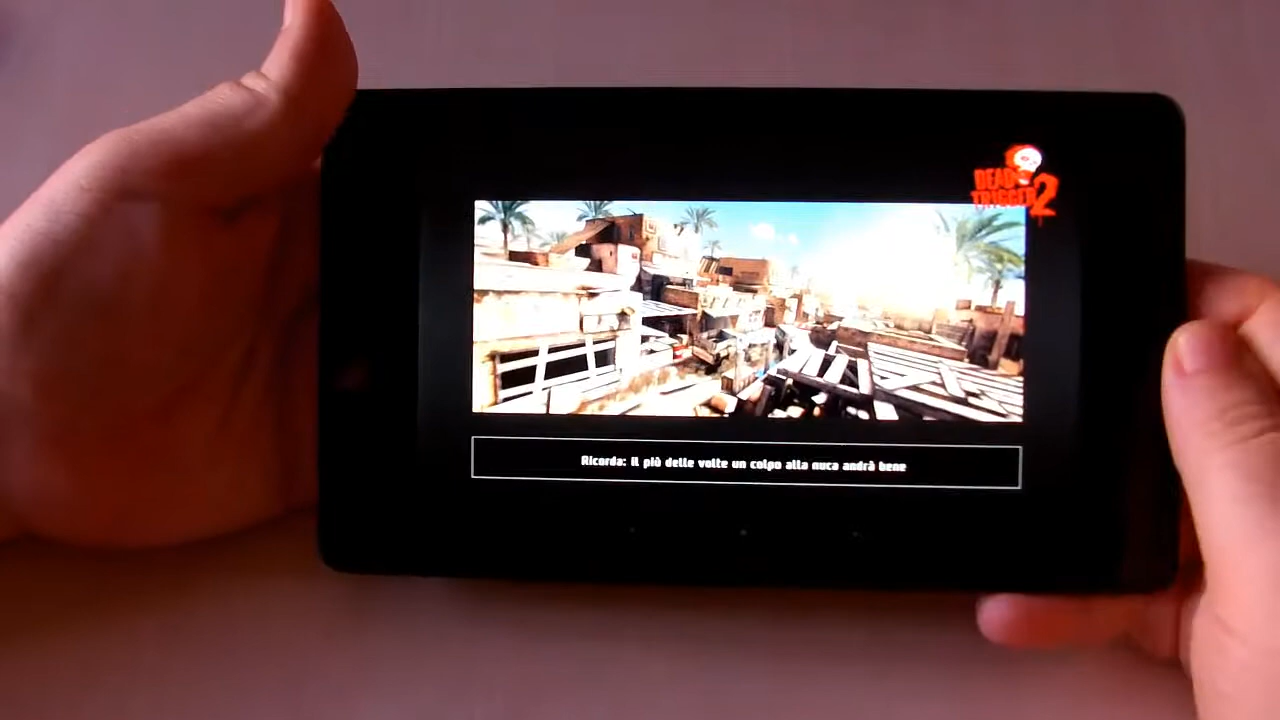 DEAD
TRIGGER 2
Ricorda: Il più delle volte un colpo alla nuca andrà bene